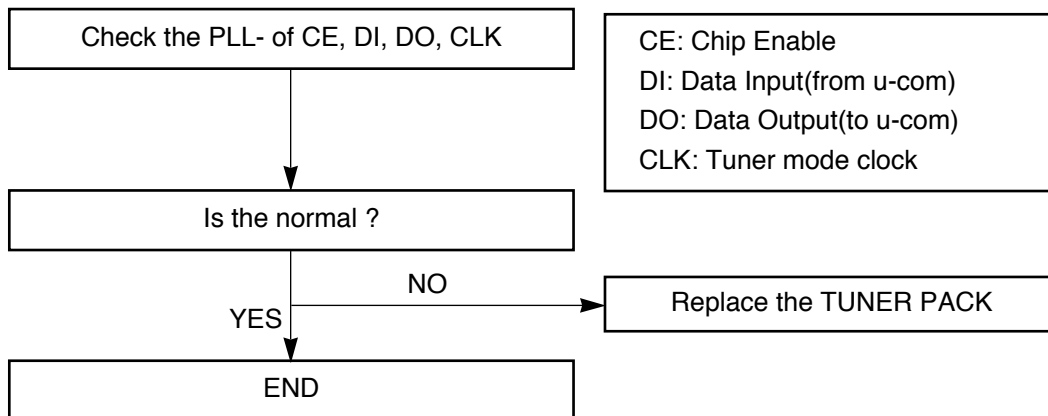 Check the PLL- of CE, DI, DO, CLK
CE: Chip Enable
DI: Data Input(from u-com)
DO: Data Output(to u-com)
CLK: Tuner mode clock
Is the normal ?
NO
YES
Replace the TUNER PACK
END